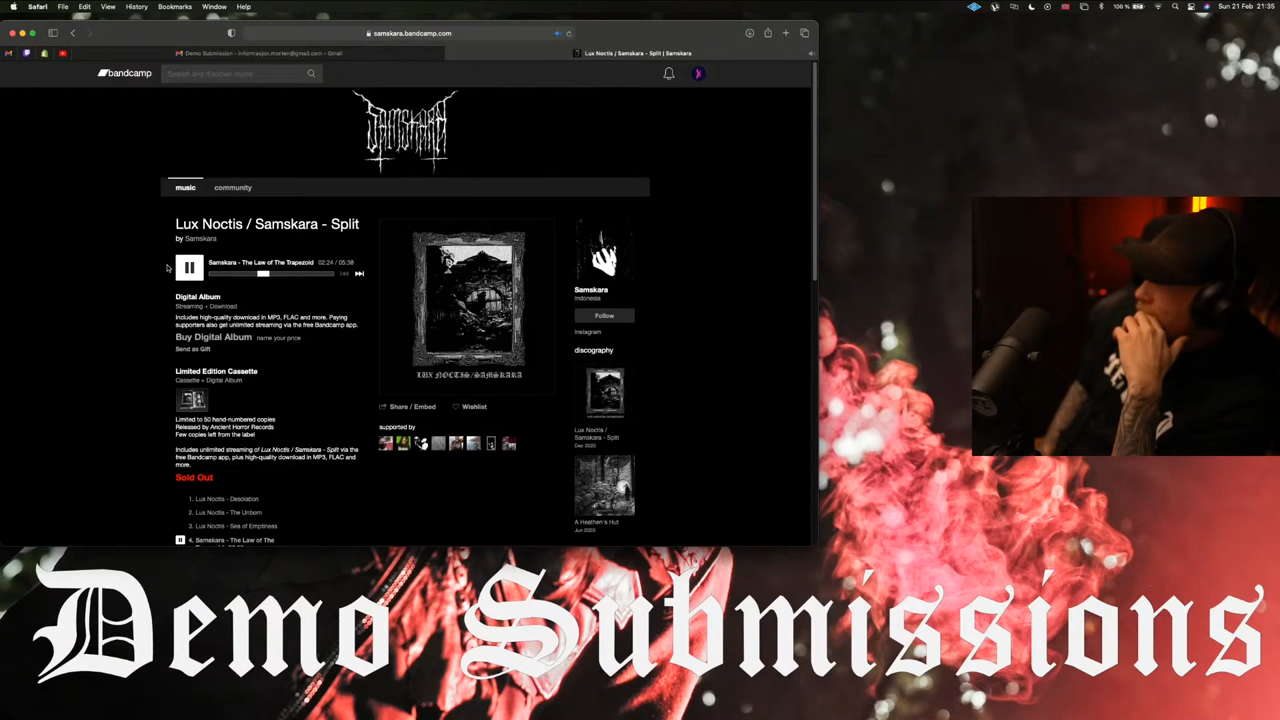 Safari File Edit View History Bookmarks Window Help
100 % Sun 21 Feb 21:35
samskara.bandcamp.com
Demo Submission - informasjon.morten@gmail.com - Gmail
Lux Noctis / Samskara - Split | Samskara
bandcamp
Search and discover music
SAMSKARA
music community
Lux Noctis / Samskara - Split
by Samskara
Samskara - The Law of The Trapezoid 02:24 / 05:38
Digital Album
Streaming + Download
Includes high-quality download in MP3, FLAC and more. Paying
supporters also get unlimited streaming via the free Bandcamp app.
Buy Digital Album name your price
Send as Gift
Limited Edition Cassette
Cassette + Digital Album
Limited to 50 hand-numbered copies
Released by Ancient Horror Records
Few copies left from the label
Includes unlimited streaming of Lux Noctis / Samskara - Split via the
free Bandcamp app, plus high-quality download in MP3, FLAC and
more.
Sold Out
1. Lux Noctis - Desolation
2. Lux Noctis - The Unborn
3. Lux Noctis - Sea of Emptiness
4. Samskara - The Law of The
LUX NOCTIS/SAMSKARA
Share / Embed Wishlist
supported by
Samskara
Indonesia
Follow
Instagram
discography
Lux Noctis /
Samskara - Split
Dec 2020
A Heathen's Hut
Jun 2020
Demo Submissions